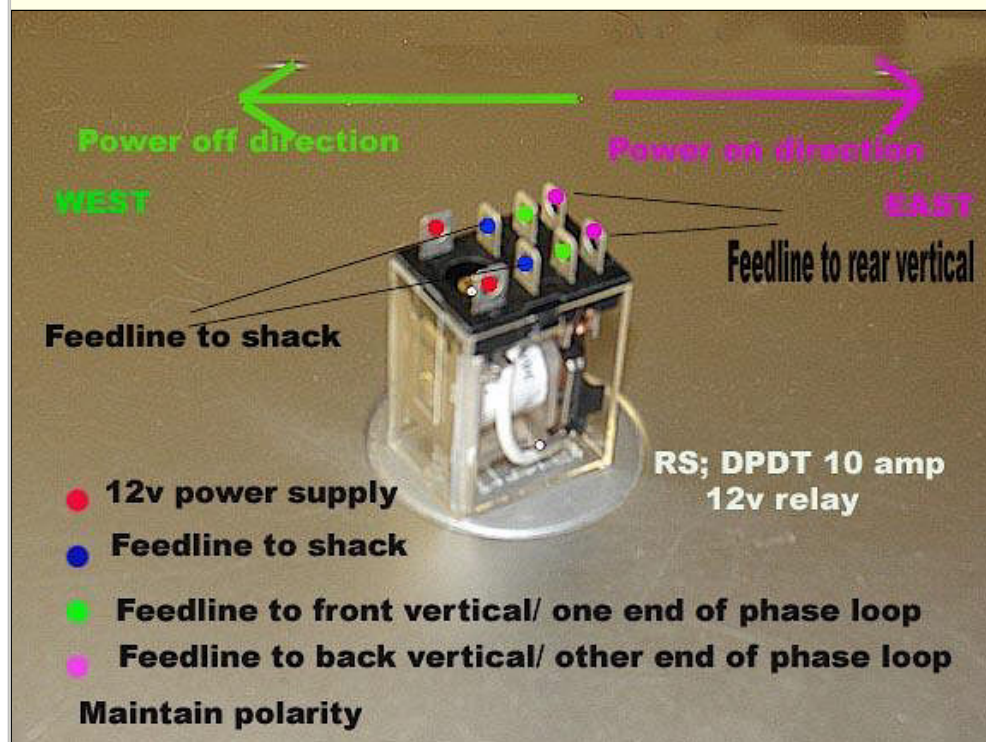 Power off direction
Power on direction
WEST
EAST
Feedline to rear vertical
Feedline to shack
RS; DPDT 10 amp
12v relay
12v power supply
Feedline to shack
Feedline to front vertical/ one end of phase loop
Feedline to back vertical/ other end of phase loop
Maintain polarity